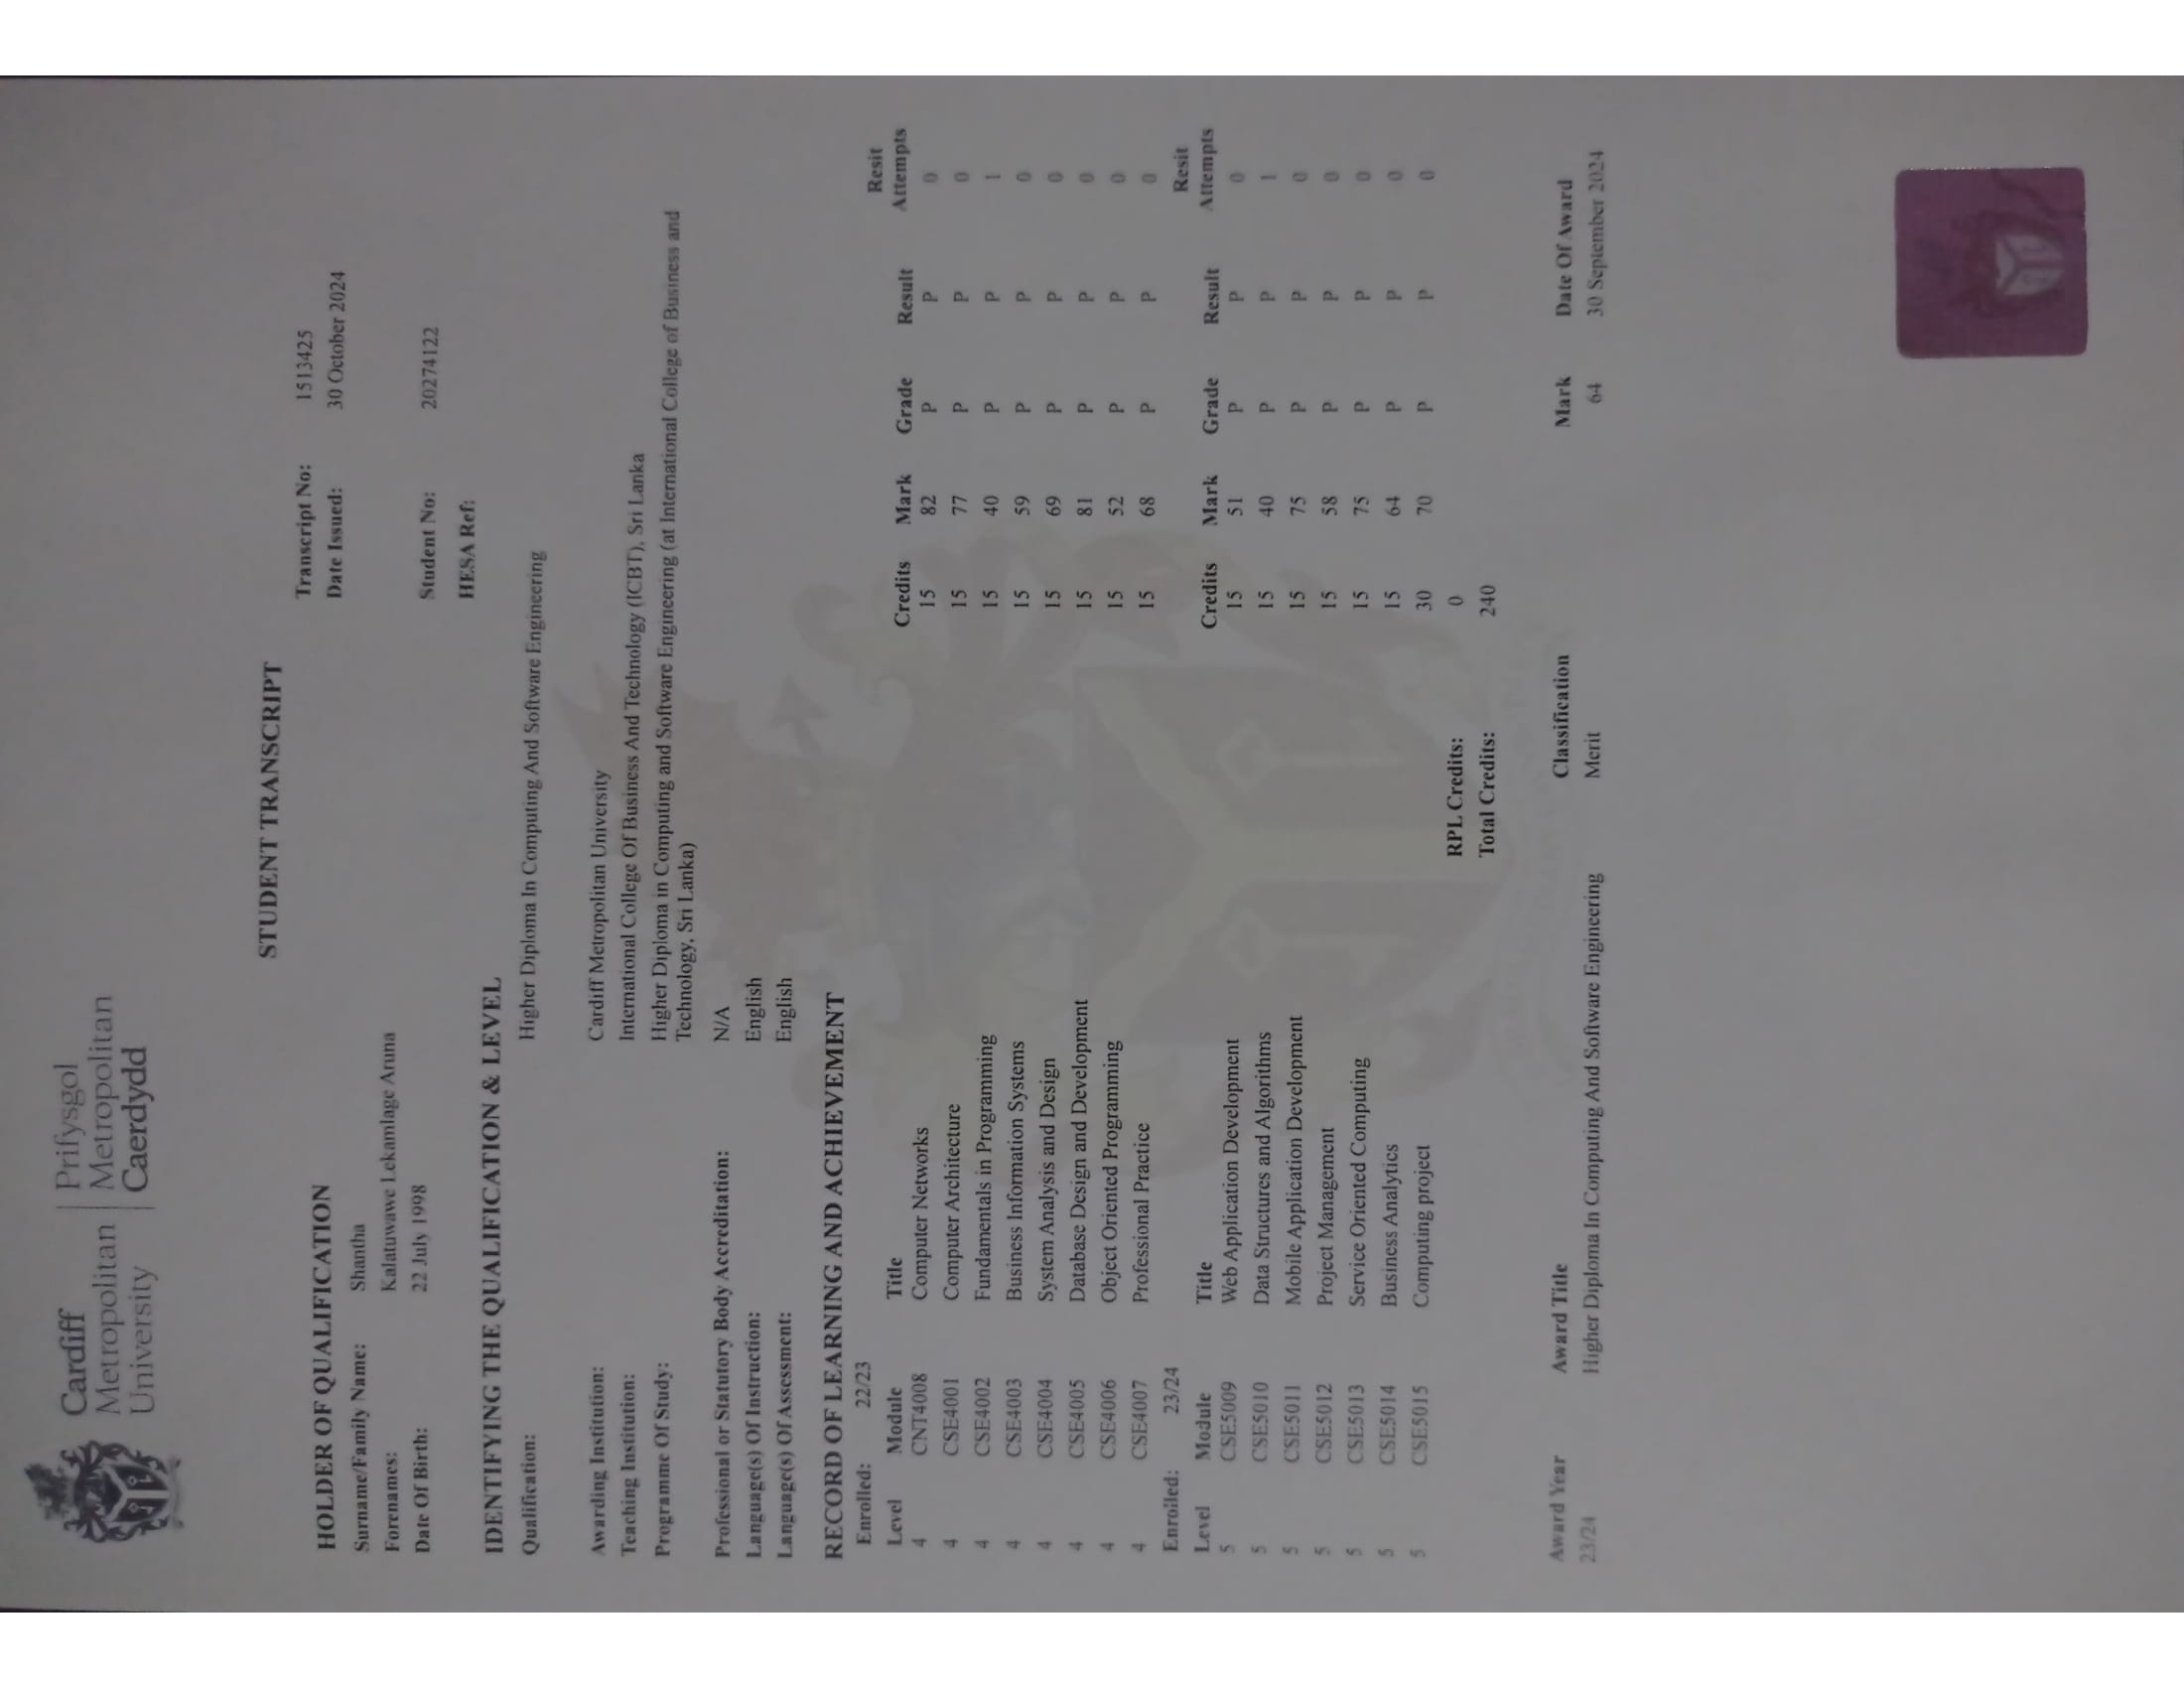 Cardiff
Metropolitan
University
Prifysgol
Metropolitan
Caerdydd
STUDENT TRANSCRIPT
Transcript No: 1513425
HOLDER OF QUALIFICATION
Date Issued: 30 October 2024
Surname/Family Name: Shantha
Forenames: Kalatuwawe Lekamlage Aruna
Date Of Birth: 22 July 1998
Student No: 20274122
HESA Ref:
IDENTIFYING THE QUALIFICATION & LEVEL
Qualification: Higher Diploma In Computing And Software Engineering
Awarding Institution: Cardiff Metropolitan University
Teaching Institution: International College Of Business And Technology (ICBT), Sri Lanka
Programme Of Study: Higher Diploma in Computing and Software Engineering (at International College of Business and
Technology, Sri Lanka)
Professional or Statutory Body Accreditation: N/A
Language(s) Of Instruction: English
Language(s) Of Assessment: English
RECORD OF LEARNING AND ACHIEVEMENT
Enrolled: 22/23
Level Module Title Credits Mark Grade Result Resit Attempts
4 CNT4008 Computer Networks 15 82 P P 0
4 CSE4001 Computer Architecture 15 77 P P 0
4 CSE4002 Fundamentals in Programming 15 40 P P 1
4 CSE4003 Business Information Systems 15 59 P P 0
4 CSE4004 System Analysis and Design 15 69 P P 0
4 CSE4005 Database Design and Development 15 81 P P 0
4 CSE4006 Object Oriented Programming 15 52 P P 0
4 CSE4007 Professional Practice 15 68 P P 0
Enrolled: 23/24
Level Module Title Credits Mark Grade Result Resit Attempts
5 CSE5009 Web Application Development 15 51 P P 0
5 CSE5010 Data Structures and Algorithms 15 40 P P 1
5 CSE5011 Mobile Application Development 15 75 P P 0
5 CSE5012 Project Management 15 58 P P 0
5 CSE5013 Service Oriented Computing 15 75 P P 0
5 CSE5014 Business Analytics 15 64 P P 0
5 CSE5015 Computing project 30 70 P P 0
RPL Credits: 0
Total Credits: 240
Award Year Award Title Classification Mark Date Of Award
23/24 Higher Diploma In Computing And Software Engineering Merit 64 30 September 2024